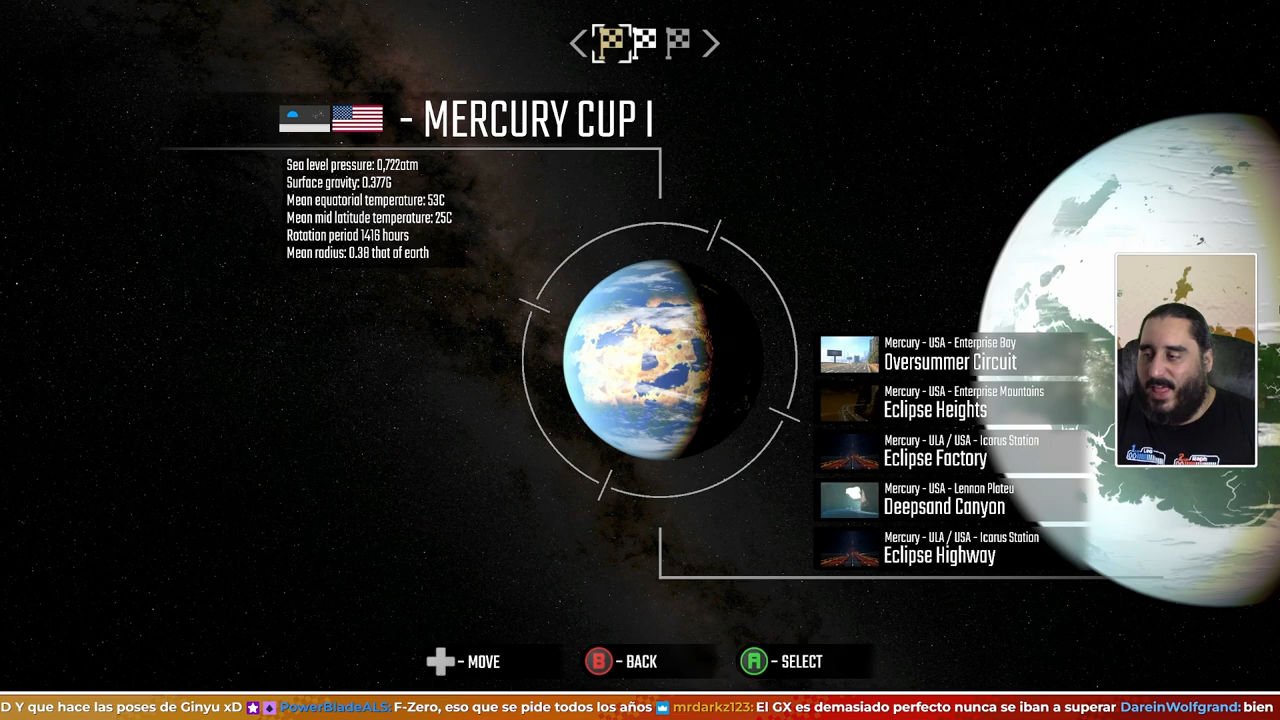 - MERCURY CUP I
Sea level pressure: 0,722atm
Surface gravity: 0.377G
Mean equatorial temperature: 53C
Mean mid latitude temperature: 25C
Rotation period 1416 hours
Mean radius: 0.38 that of earth
Mercury - USA - Enterprise Bay
Oversummer Circuit
Mercury - USA - Enterprise Mountains
Eclipse Heights
Mercury - ULA / USA - Icarus Station
Eclipse Factory
Mercury - USA - Lennon Plateu
Deepsand Canyon
Mercury - ULA / USA - Icarus Station
Eclipse Highway
- MOVE
B - BACK
A - SELECT
D Y que hace las poses de Ginyu xD PowerBladeALS: F-Zero, eso que se pide todos los años mrdarkz123: El GX es demasiado perfecto nunca se iban a superar DareinWolfgrand: bien